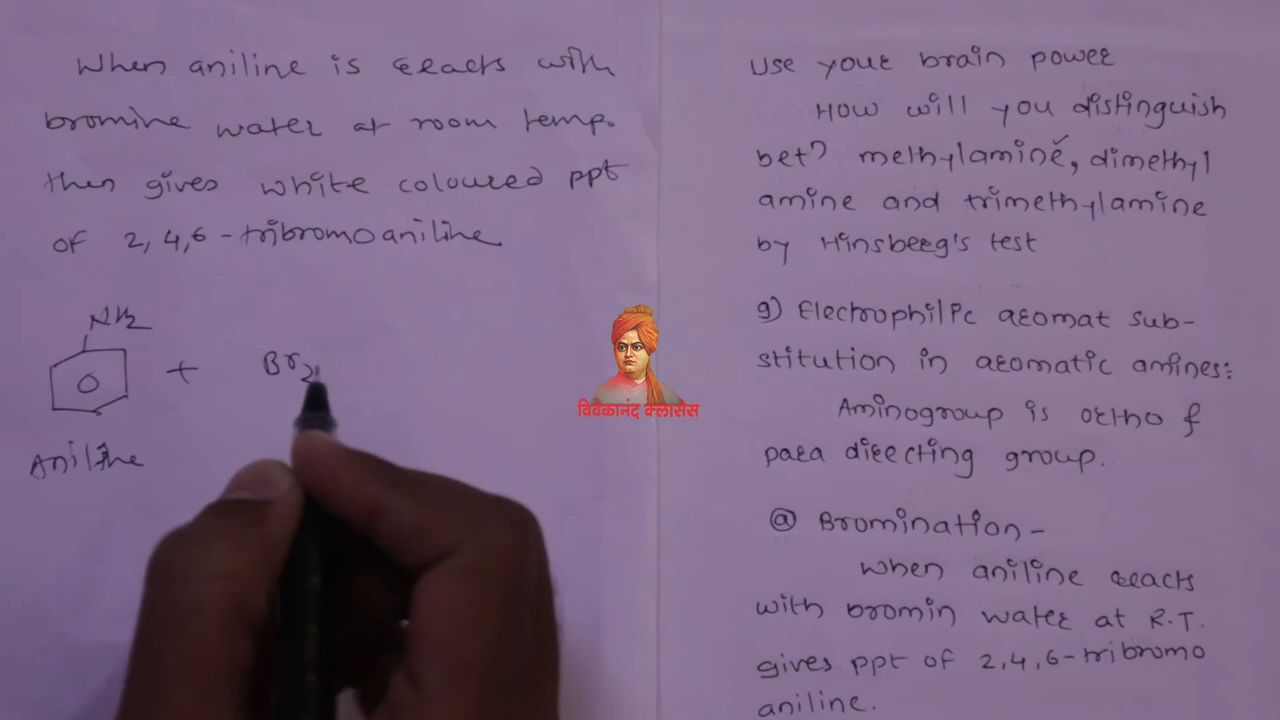 When aniline is reacts with
bromine water at room temp.
then gives white coloured ppt
of 2,4,6-tribromoaniline
NH2
+ Br2
Aniline
विवेकानंद क्लासेस
Use your brain power
How will you distinguish
betn methylamine, dimethyl
amine and trimethylamine
by Hinsberg's test
g) Electrophilic aromat sub-
stitution in aromatic amines:
Aminogroup is ortho &
para directing group.
ⓐ Bromination-
When aniline reacts
with bromin water at R.T.
gives ppt of 2,4,6-tribromo
aniline.